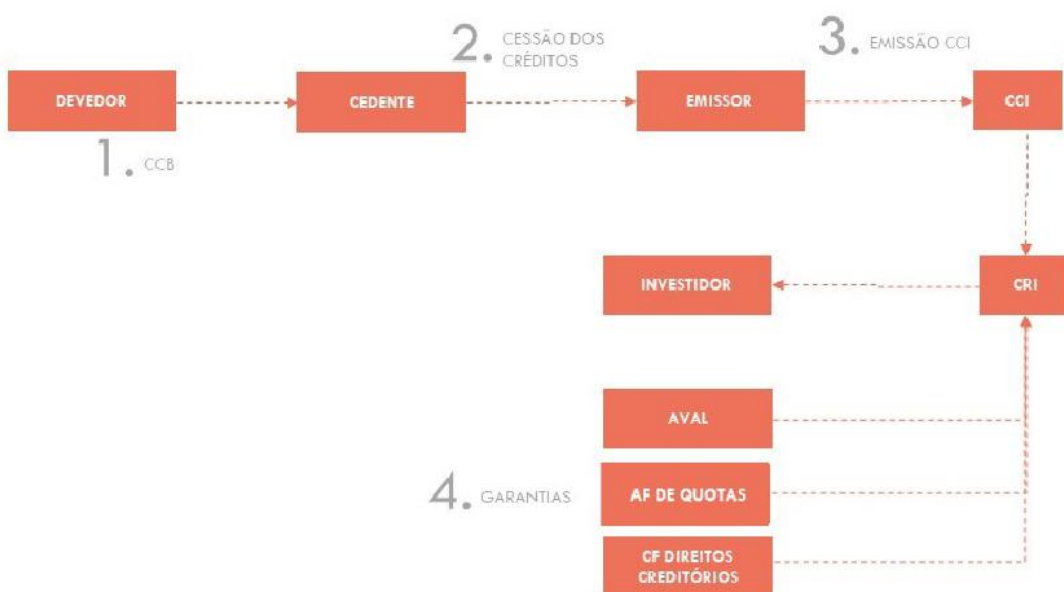 2. CESSÃO DOS
CRÉDITOS
3. EMISSÃO CCI
DEVEDOR
CEDENTE
EMISSOR
CCI
1. CCB
INVESTIDOR
CRI
AVAL
4. GARANTIAS
AF DE QUOTAS
CF DIREITOS
CREDITÓRIOS